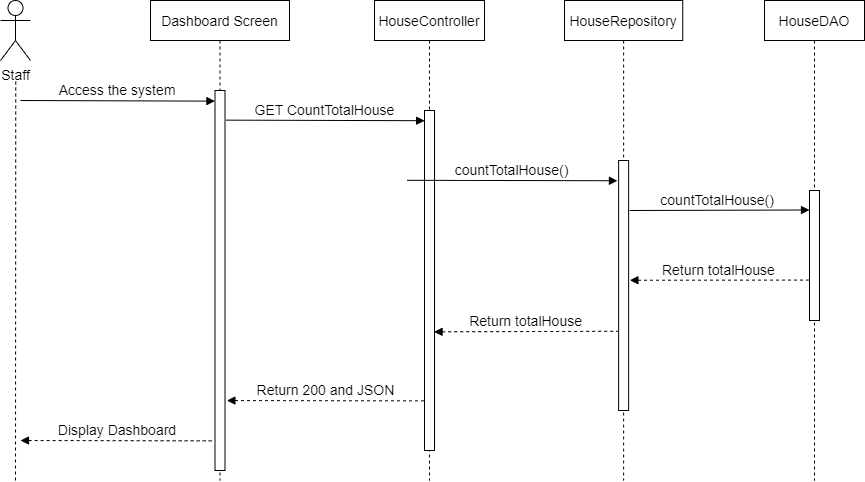 Dashboard Screen
HouseController
HouseRepository
HouseDAO
Staff
Access the system
GET CountTotalHouse
countTotalHouse()
countTotalHouse()
Return totalHouse
Return totalHouse
Return 200 and JSON
Display Dashboard